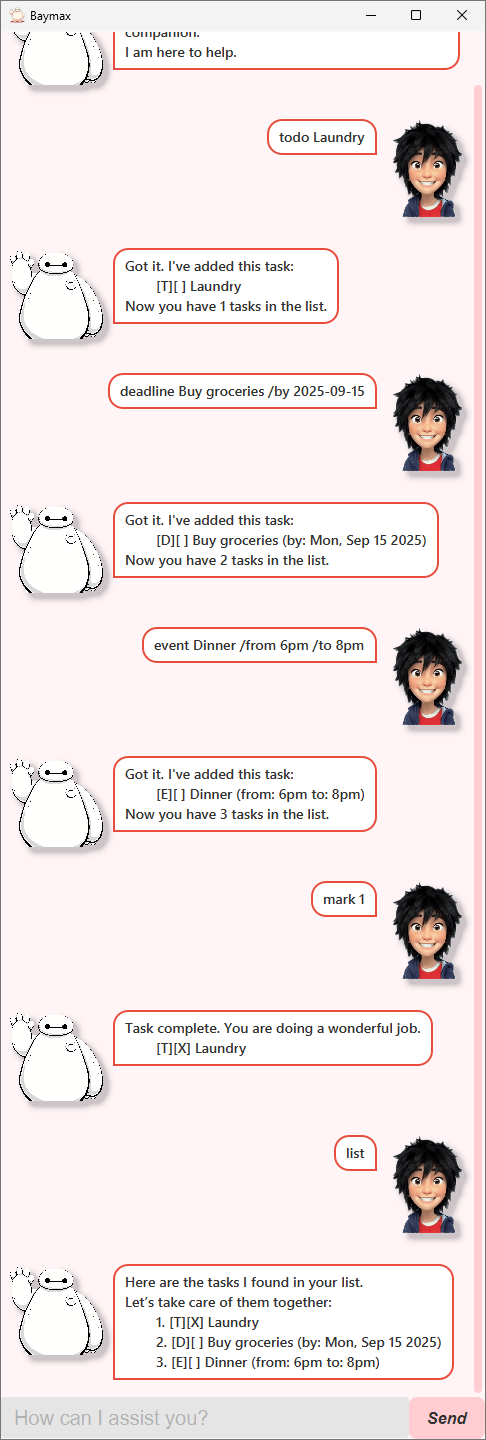 Baymax
companion.
I am here to help.
todo Laundry
Got it. I've added this task:
[T][ ] Laundry
Now you have 1 tasks in the list.
deadline Buy groceries /by 2025-09-15
Got it. I've added this task:
[D][ ] Buy groceries (by: Mon, Sep 15 2025)
Now you have 2 tasks in the list.
event Dinner /from 6pm /to 8pm
Got it. I've added this task:
[E][ ] Dinner (from: 6pm to: 8pm)
Now you have 3 tasks in the list.
mark 1
Task complete. You are doing a wonderful job.
[T][X] Laundry
list
Here are the tasks I found in your list.
Let’s take care of them together:
1. [T][X] Laundry
2. [D][ ] Buy groceries (by: Mon, Sep 15 2025)
3. [E][ ] Dinner (from: 6pm to: 8pm)
How can I assist you?
Send